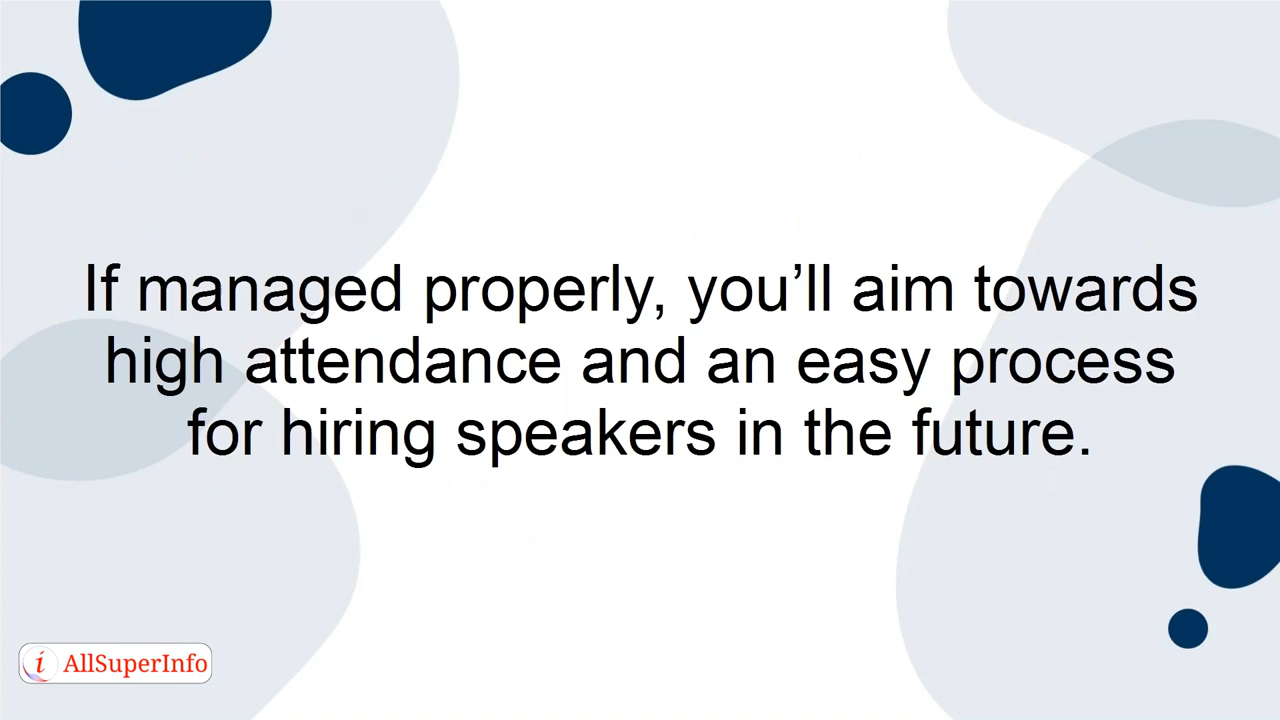 If managed properly, you’ll aim towards
high attendance and an easy process
for hiring speakers in the future.
i AllSuperInfo